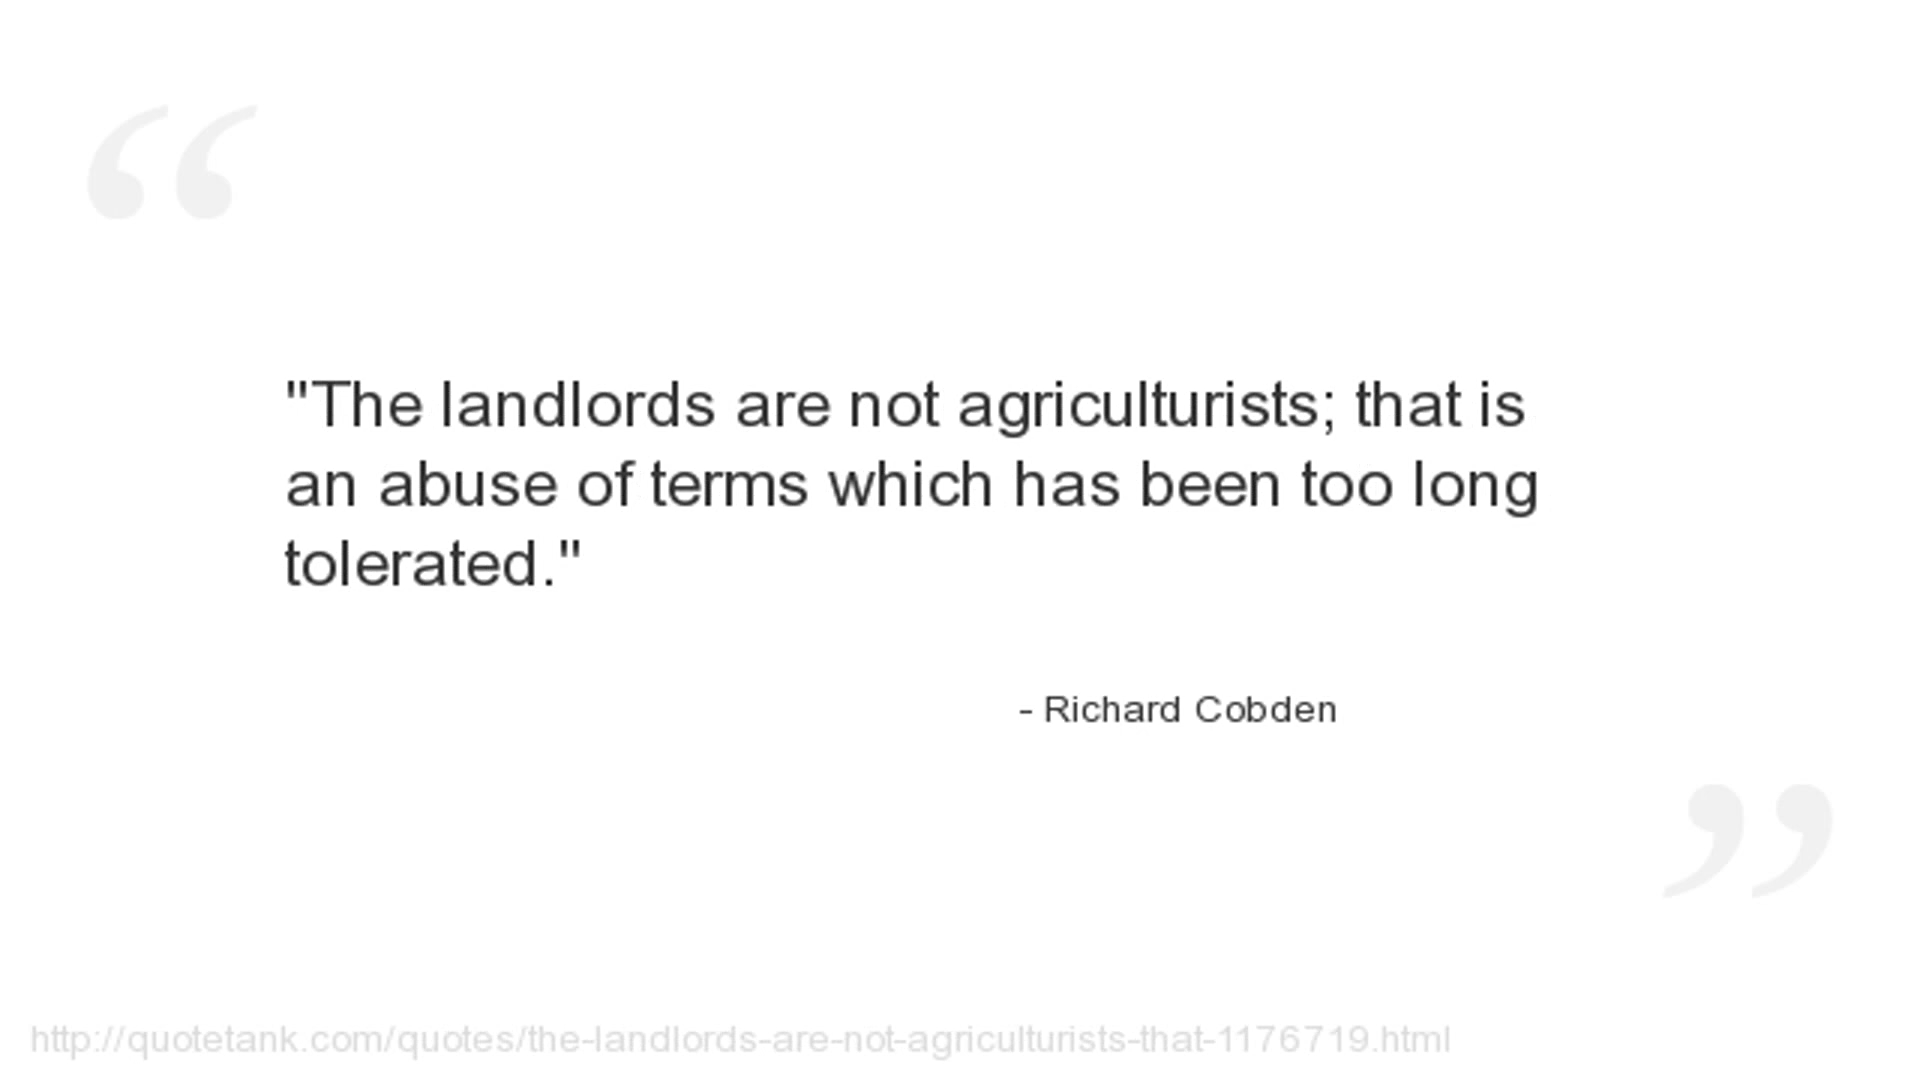 "The landlords are not agriculturists; that is
an abuse of terms which has been too long
tolerated."
- Richard Cobden
http://quotetank.com/quotes/the-landlords-are-not-agriculturists-that-1176719.html